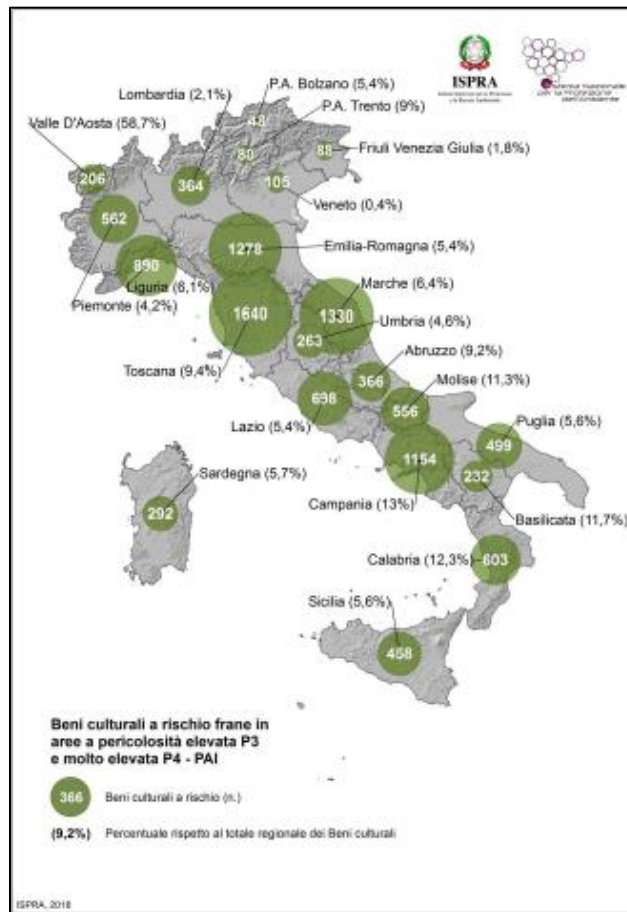 ISPRA
P.A. Bolzano (5,4%)
Lombardia (2,1%)
P.A. Trento (9%)
Valle D'Aosta (58,7%)
48
80
88
Friuli Venezia Giulia (1,8%)
206
364
105
Veneto (0,4%)
562
1278
Emilia-Romagna (5,4%)
890
Marche (6,4%)
Liguria (6,1%)
Piemonte (4,2%)
1640
1330
Umbria (4,6%)
263
Abruzzo (9,2%)
Toscana (9,4%)
366
Molise (11,3%)
698
556
Puglia (5,6%)
Lazio (5,4%)
499
1154
Sardegna (5,7%)
232
292
Campania (13%)
Basilicata (11,7%)
Calabria (12,3%)
603
Sicilia (5,6%)
458
Beni culturali a rischio frane in
aree a pericolosità elevata P3
e molto elevata P4 - PAI
366 Beni culturali a rischio (n.)
(9,2%) Percentuale rispetto al totale regionale dei Beni culturali
ISPRA, 2018